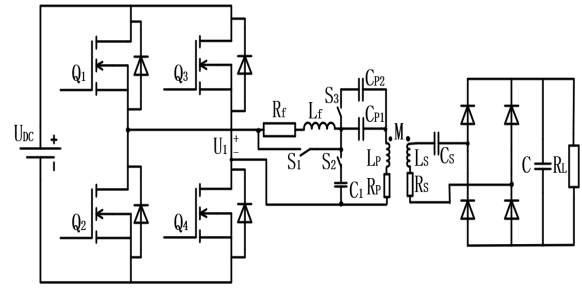 Q1
Q3
CP2
S3
CP1
Rf
Lf
M
UDC
+
U1
+
−
S1
S2
LP
LS
CS
C
RL
Q2
Q4
C1
RP
RS